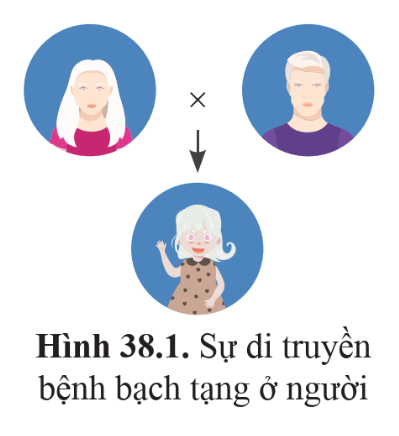 ×
Hình 38.1. Sự di truyền
bệnh bạch tạng ở người